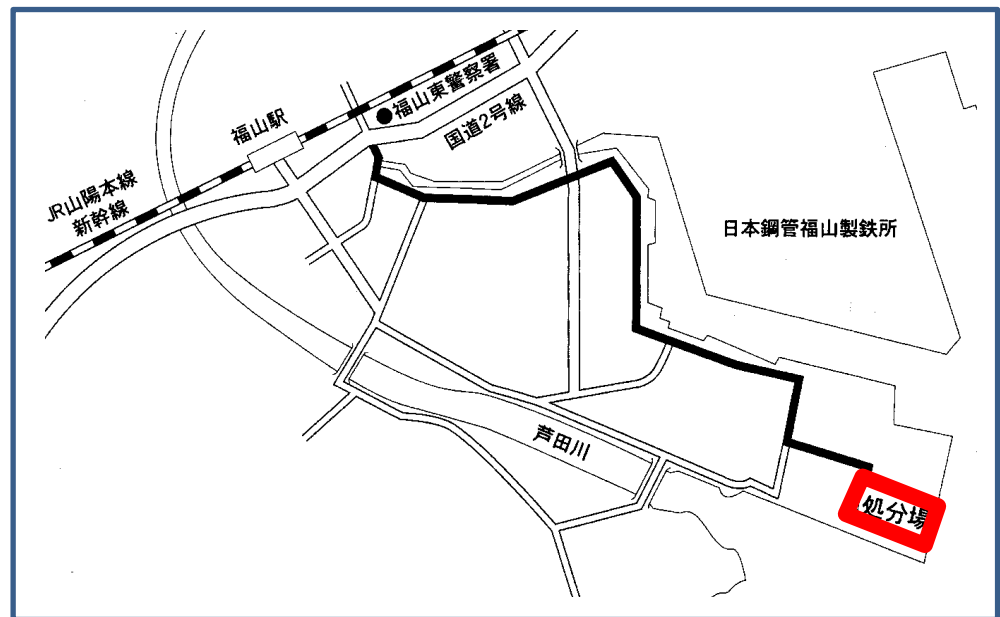 福山東警察署
福山駅
国道2号線
JR山陽本線
新幹線
日本鋼管福山製鉄所
芦田川
処分場